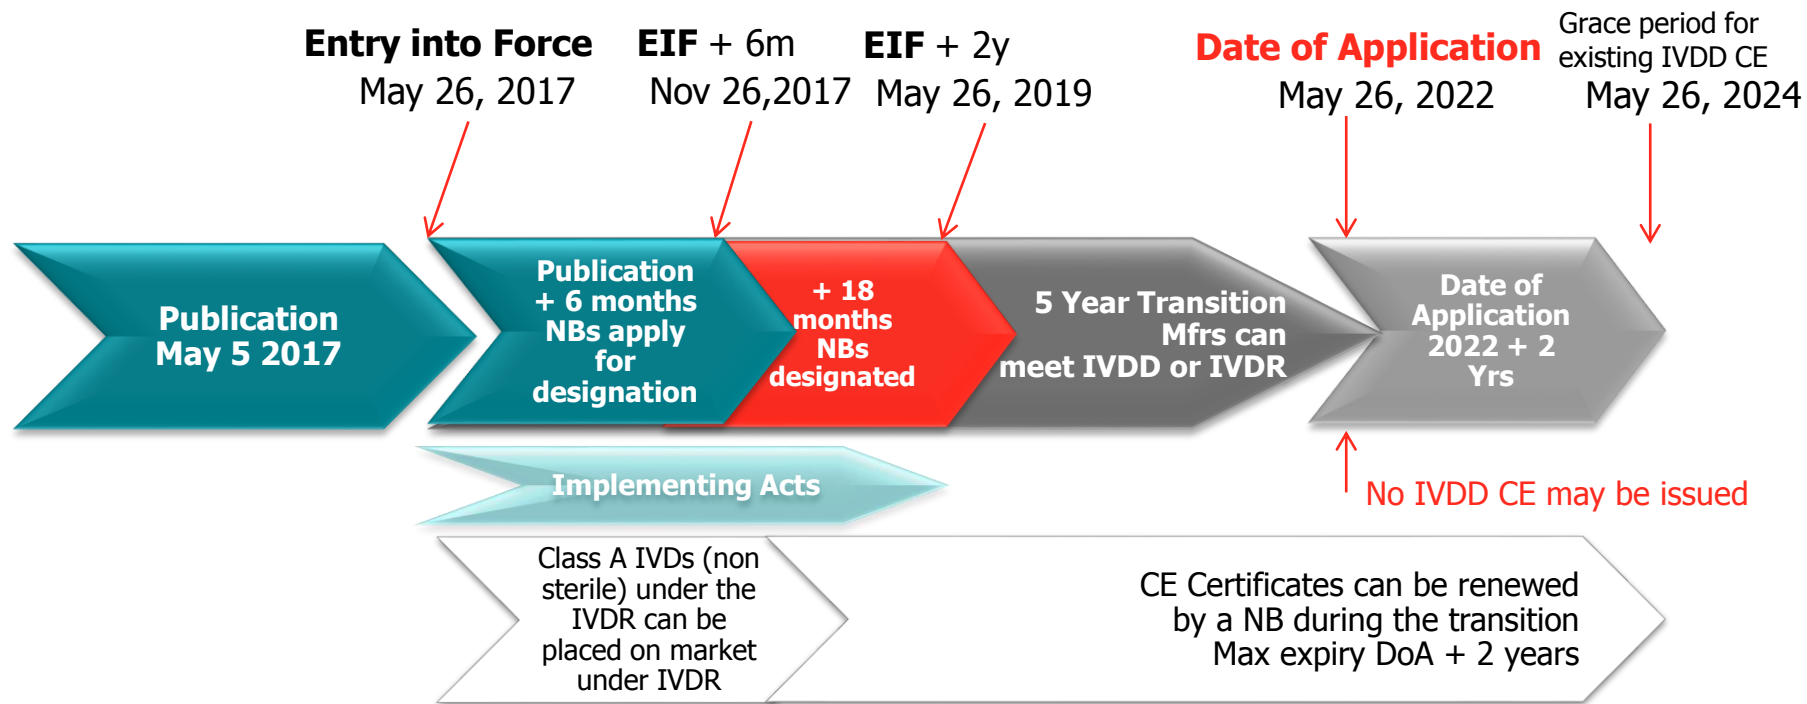 Entry into Force
May 26, 2017
EIF + 6m
Nov 26,2017
EIF + 2y
May 26, 2019
Date of Application
May 26, 2022
Grace period for
existing IVDD CE
May 26, 2024
Publication
May 5 2017
Publication
+ 6 months
NBs apply
for
designation
+ 18
months
NBs
designated
5 Year Transition
Mfrs can
meet IVDD or IVDR
Date of
Application
2022 + 2
Yrs
Implementing Acts
No IVDD CE may be issued
Class A IVDs (non
sterile) under the
IVDR can be
placed on market
under IVDR
CE Certificates can be renewed
by a NB during the transition
Max expiry DoA + 2 years